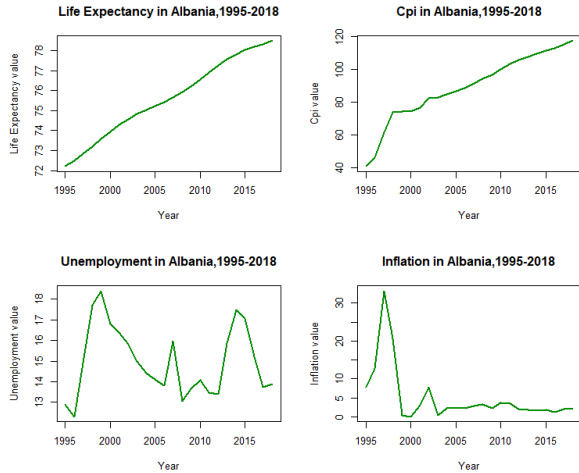 Life Expectancy in Albania,1995-2018
Life Expectancy value
78
77
76
75
74
73
72
1995 2000 2005 2010 2015
Year
Cpi in Albania,1995-2018
Cpi value
120
100
80
60
40
1995 2000 2005 2010 2015
Year
Unemployment in Albania,1995-2018
Unemployment value
18
17
16
15
14
13
1995 2000 2005 2010 2015
Year
Inflation in Albania,1995-2018
Inflation value
30
20
10
5
0
1995 2000 2005 2010 2015
Year